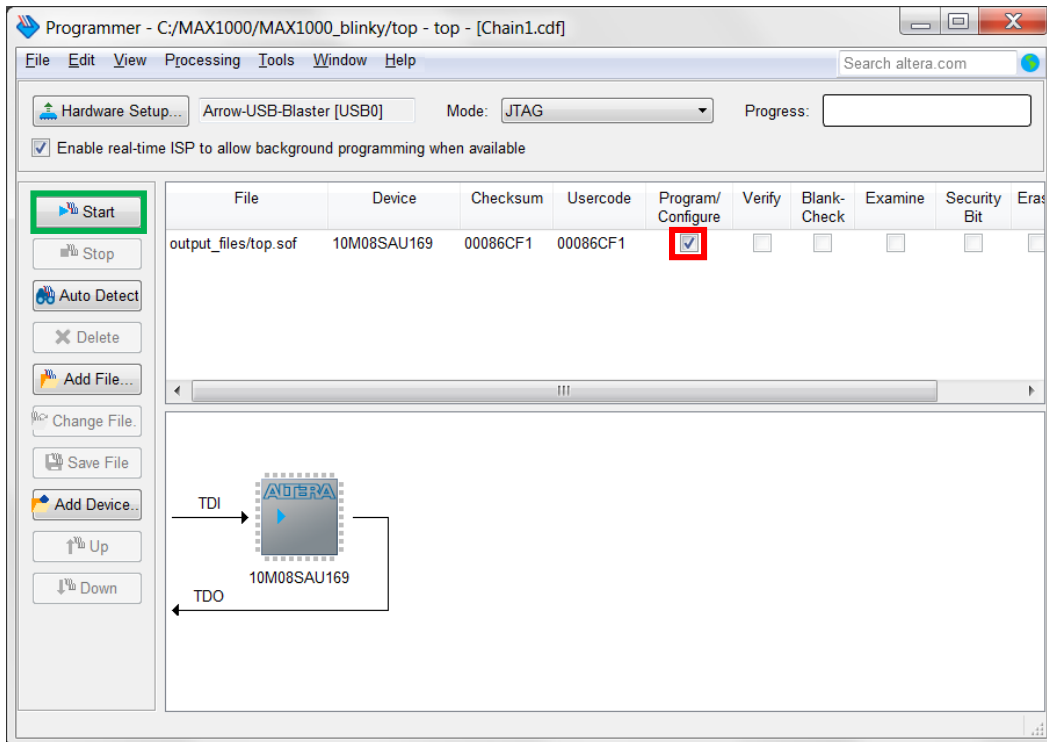 Programmer - C:/MAX1000/MAX1000_blinky/top - top - [Chain1.cdf]
File Edit View Processing Tools Window Help Search altera.com
Hardware Setup... Arrow-USB-Blaster [USB0] Mode: JTAG Progress:
Enable real-time ISP to allow background programming when available
File Device Checksum Usercode Program/ Verify Blank- Examine Security Eras
Configure Check Bit
output_files/top.sof 10M08SAU169 00086CF1 00086CF1
Start
Stop
Auto Detect
Delete
Add File...
Change File.
Save File
Add Device..
Up
Down
TDI
ALTERA
10M08SAU169
TDO